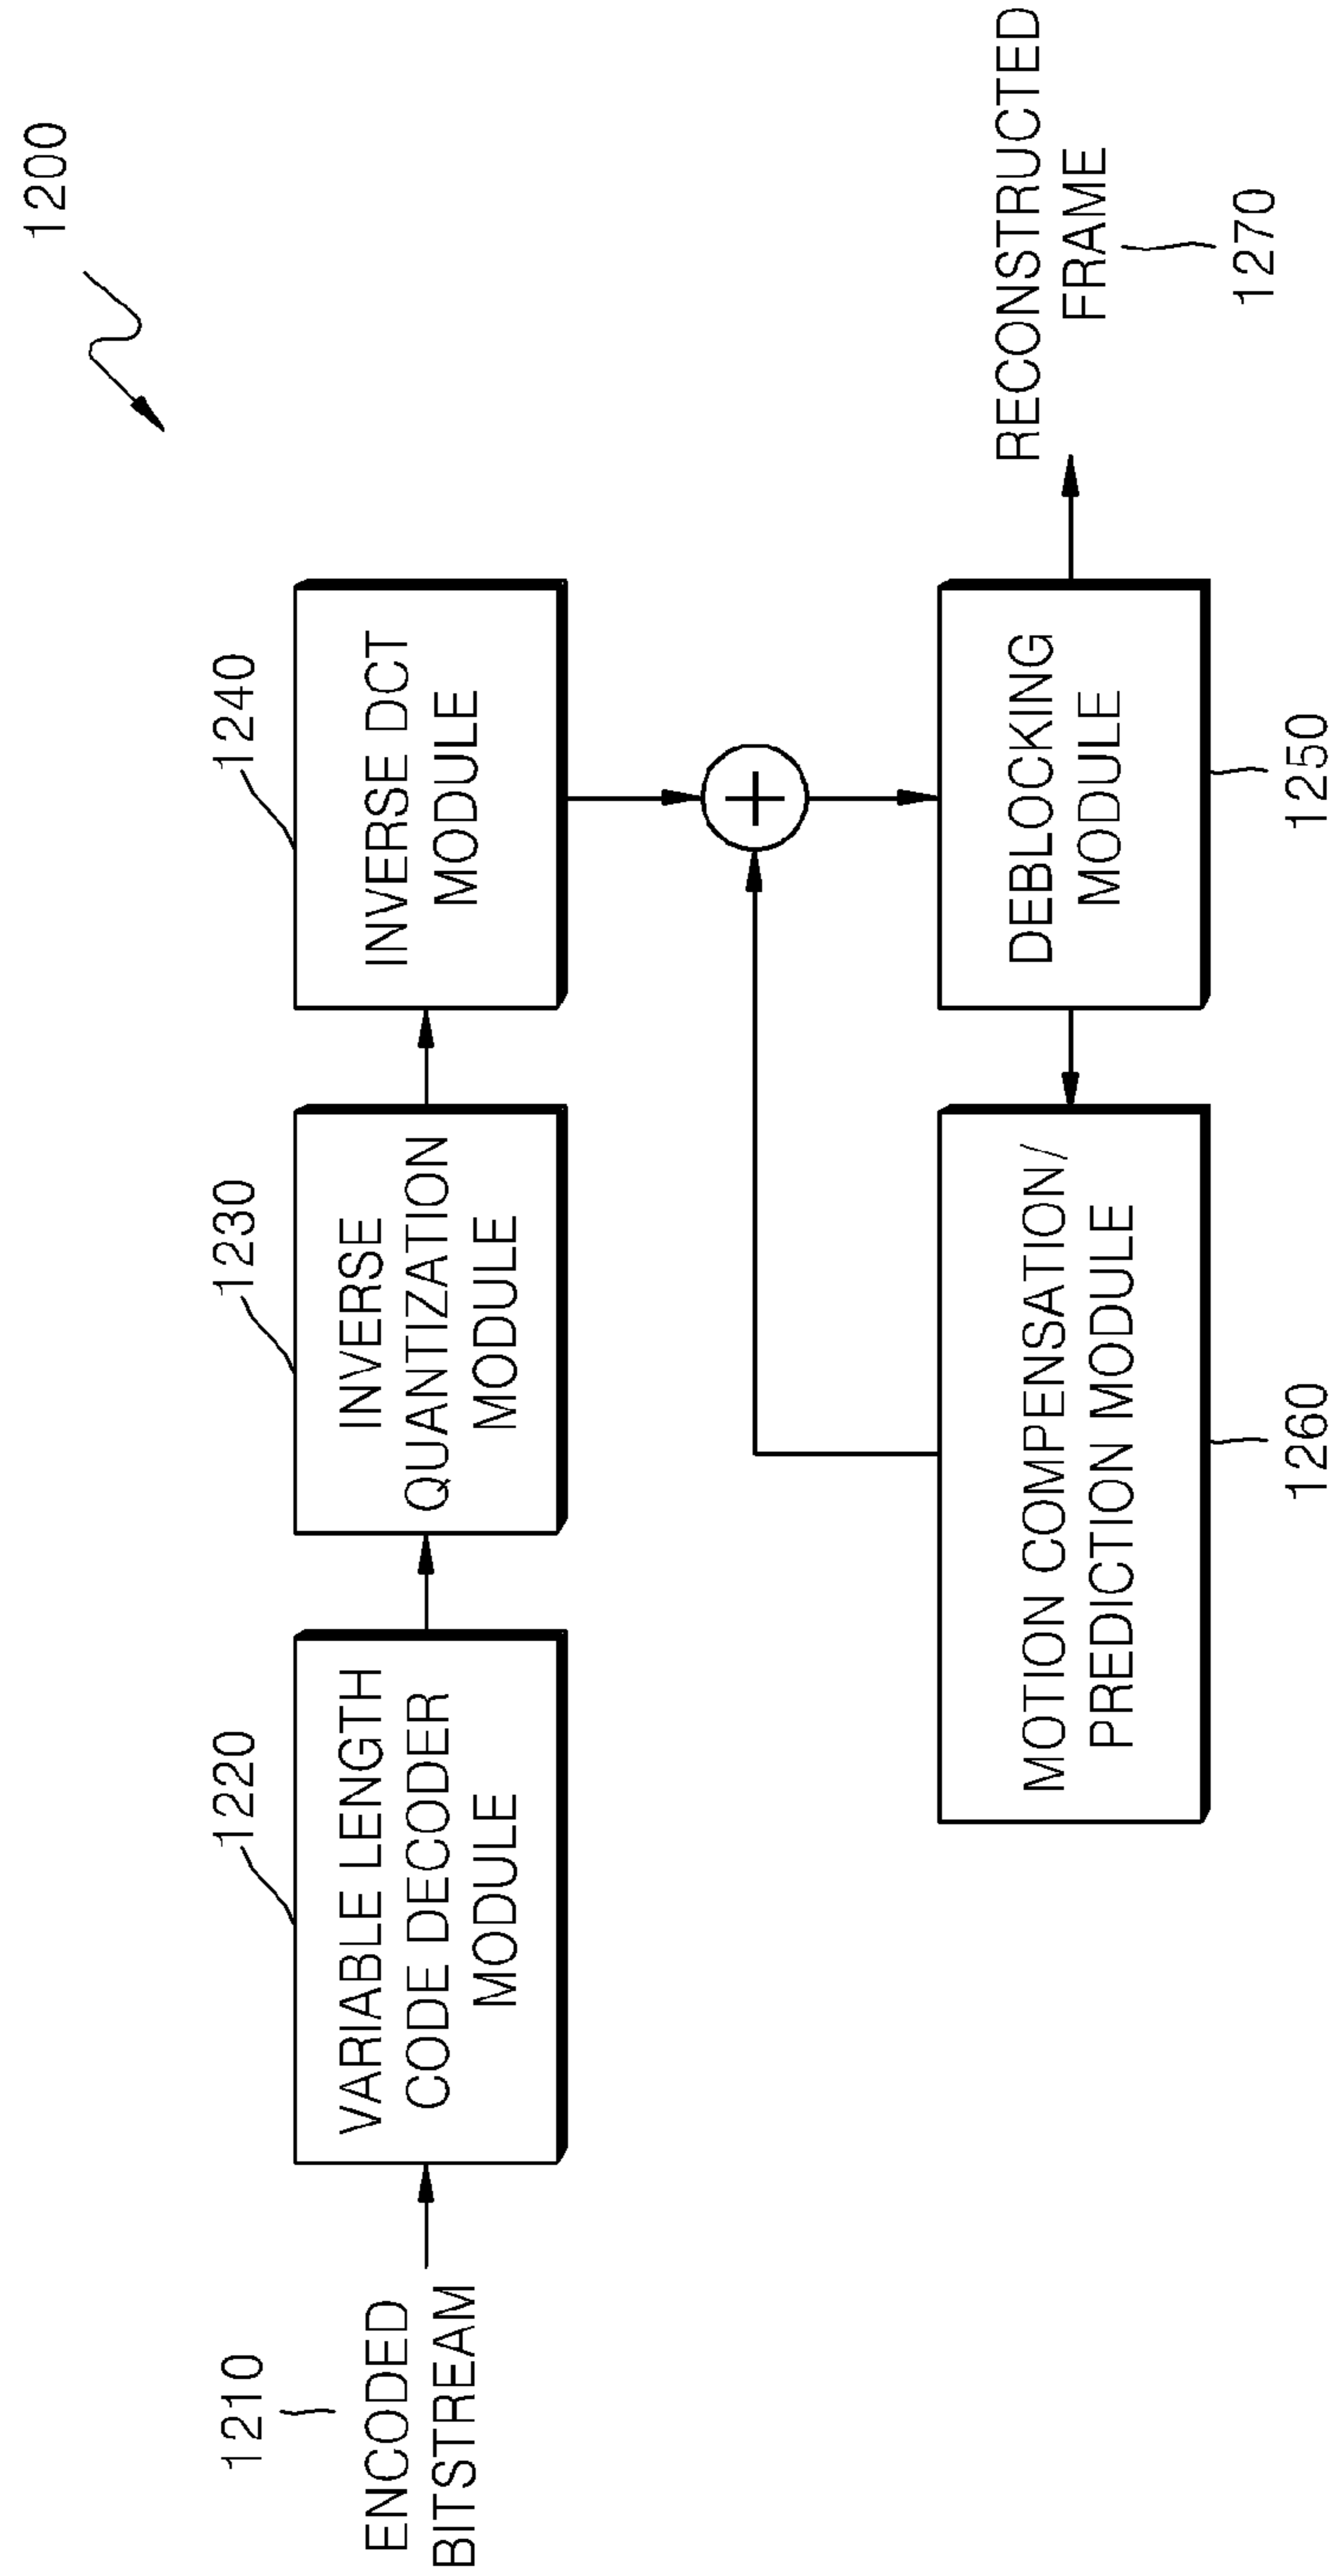 1200
1210
ENCODED
BITSTREAM
1220
VARIABLE LENGTH
CODE DECODER
MODULE
1230
INVERSE
QUANTIZATION
MODULE
1240
INVERSE DCT
MODULE
+
MOTION COMPENSATION/
PREDICTION MODULE
1260
DEBLOCKING
MODULE
1250
RECONSTRUCTED
FRAME
1270